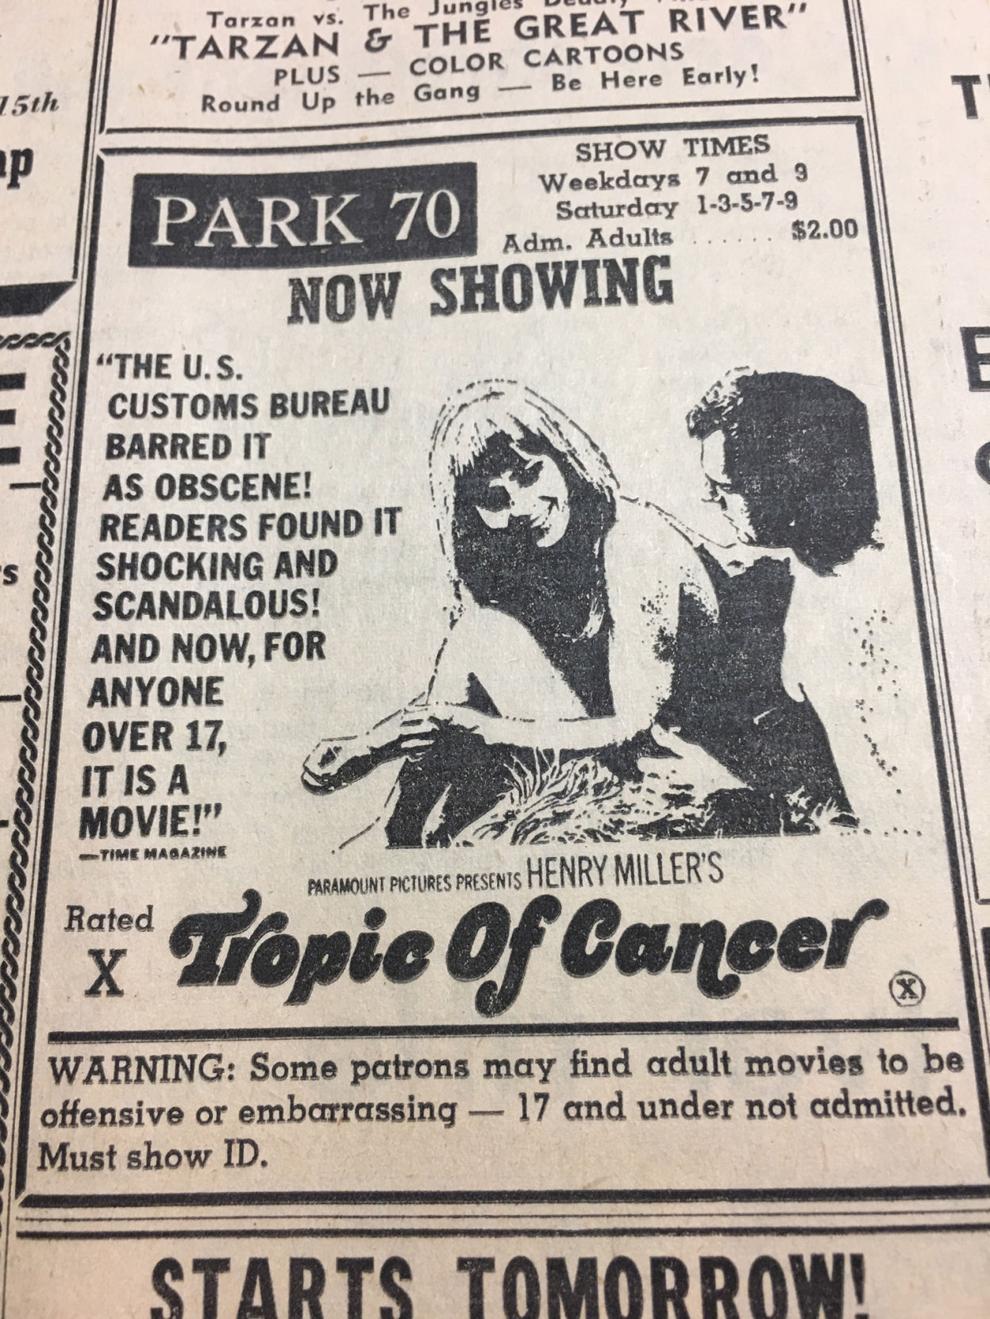 Tarzan vs. The Jungles Deadly
"TARZAN & THE GREAT RIVER"
PLUS — COLOR CARTOONS
Round Up the Gang — Be Here Early!
15th
PARK 70
SHOW TIMES
Weekdays 7 and 9
Saturday 1-3-5-7-9
Adm. Adults ...... $2.00
NOW SHOWING
"THE U.S.
CUSTOMS BUREAU
BARRED IT
AS OBSCENE!
READERS FOUND IT
SHOCKING AND
SCANDALOUS!
AND NOW, FOR
ANYONE
OVER 17,
IT IS A
MOVIE!"
—TIME MAGAZINE
PARAMOUNT PICTURES PRESENTS HENRY MILLER'S
Rated
X
Tropic Of Cancer
X
WARNING: Some patrons may find adult movies to be
offensive or embarrassing — 17 and under not admitted.
Must show ID.
STARTS TOMORROW!